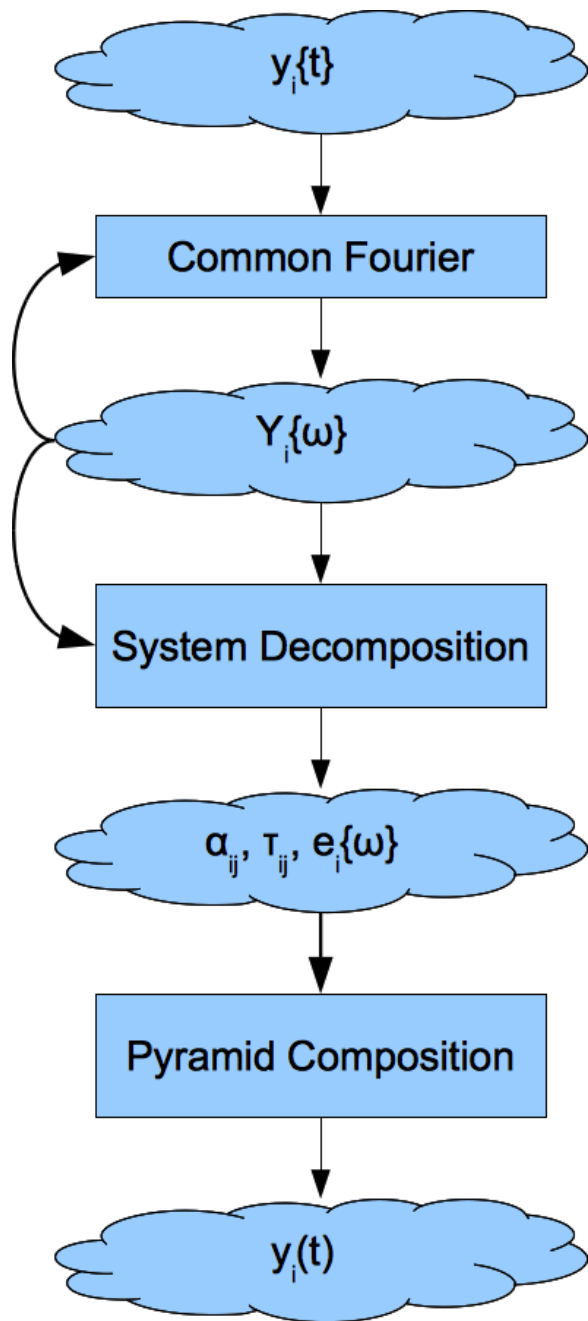 yᵢ{t}
Common Fourier
Yᵢ{ω}
System Decomposition
αᵢⱼ, τᵢⱼ, eᵢ{ω}
Pyramid Composition
yᵢ(t)